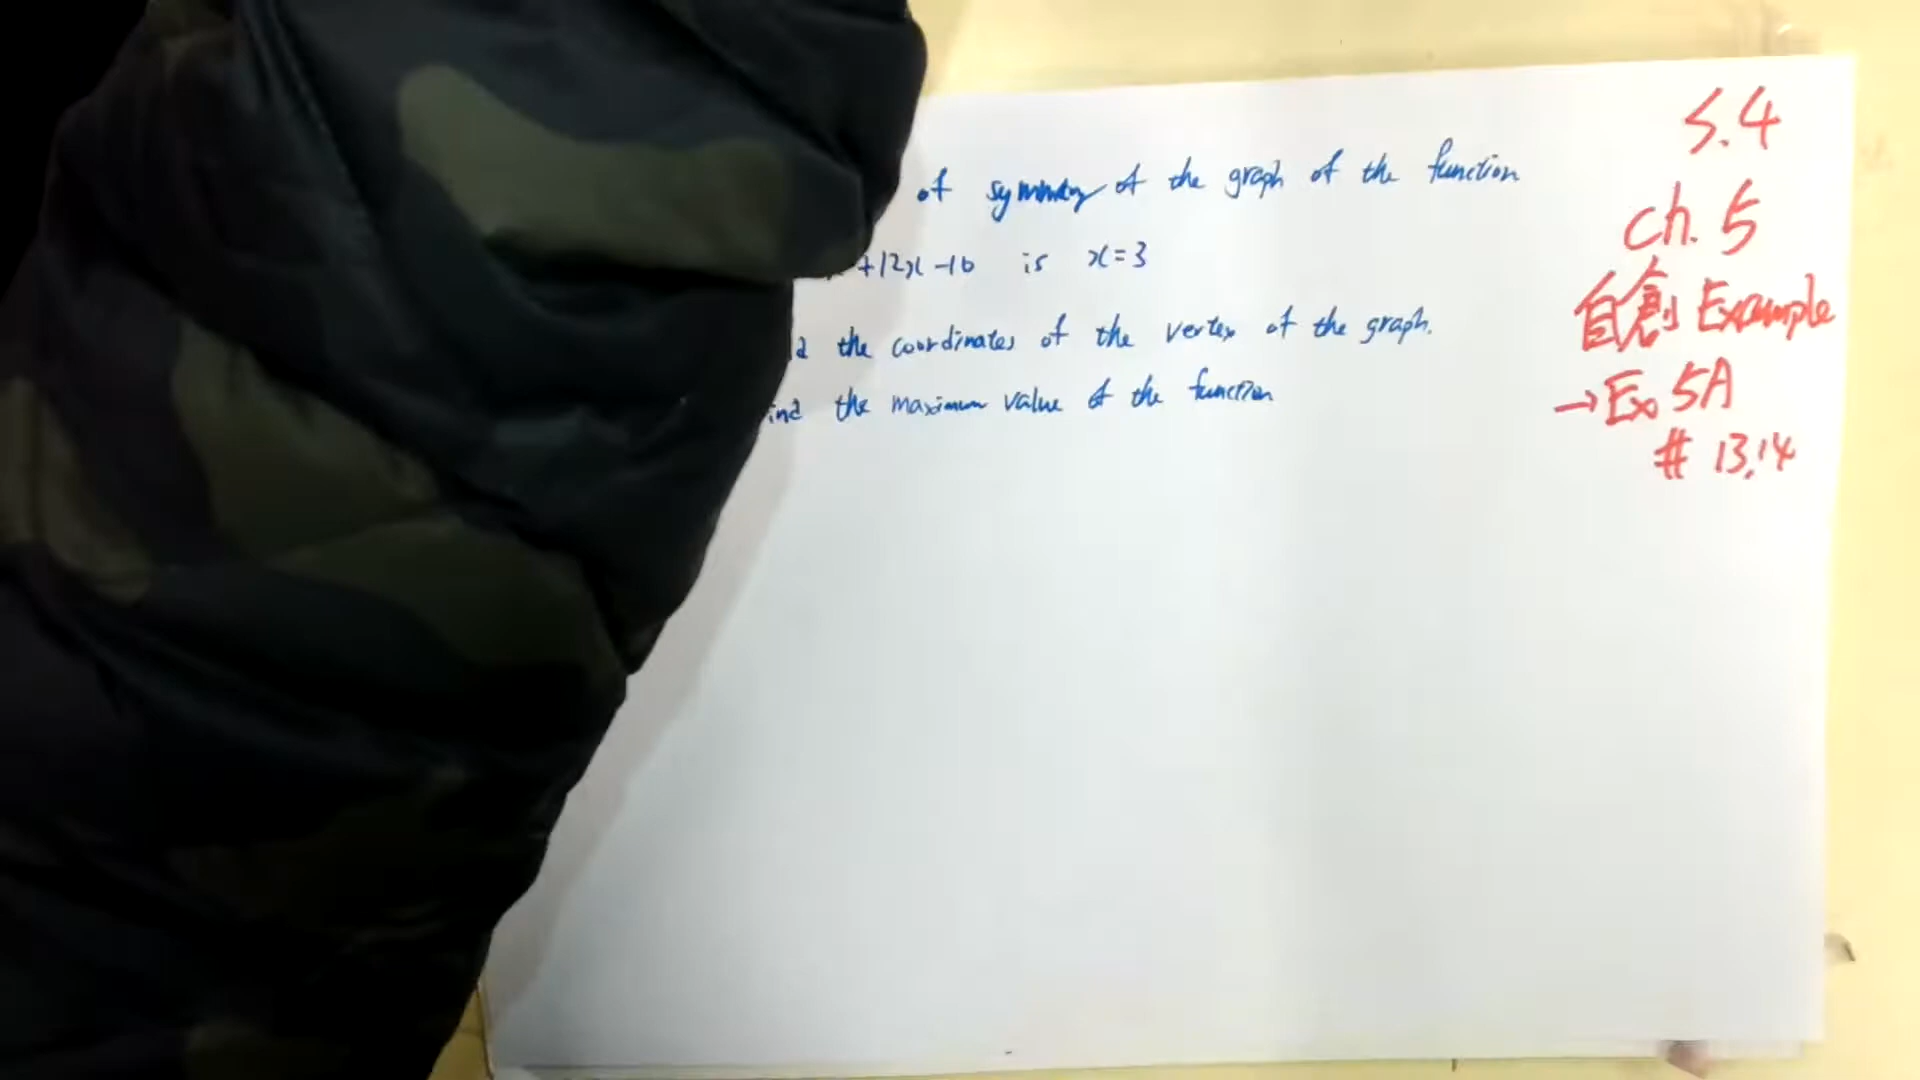 of symmetry of the graph of the function
+12x -10 is x=3
the coordinates of the vertex of the graph.
the maximum value of the function
S.4
ch. 5
自創 Example
→Ex 5A
# 13,14